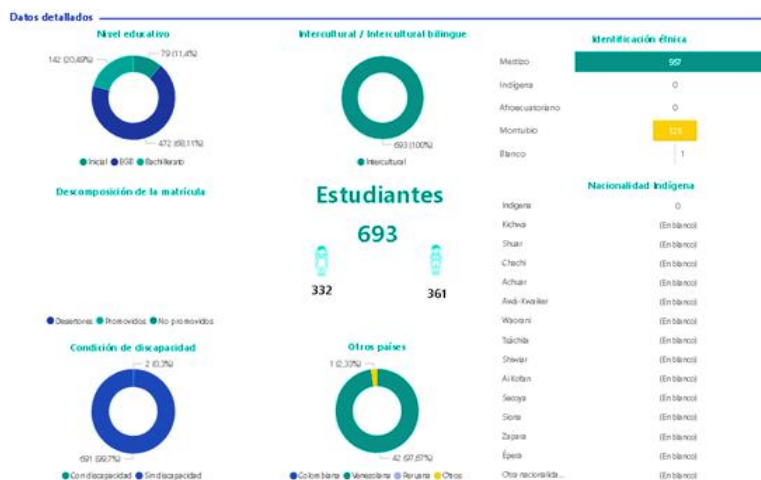 Datos detallados
Nivel educativo
79 (11,4%)
142 (20,49%)
472 (68,11%)
Inicial EGB Bachillerato
Intercultural / Intercultural bilingue
693 (100%)
Intercultural
Identificación étnica
Mestizo
Indígena 0
Afroecuatoriano 0
Montubio
Blanco 1
Descomposición de la matrícula
Desertores Promovidos No promovidos
Estudiantes
693
332 361
Nacionalidad Indígena
Indígena 0
Kichwa (En blanco)
Shuar (En blanco)
Chachi (En blanco)
Achuar (En blanco)
Awá-Kwaiker (En blanco)
Waorani (En blanco)
Tsáchila (En blanco)
Shiwiar (En blanco)
Ai Kofan (En blanco)
Secoya (En blanco)
Siona (En blanco)
Zapara (En blanco)
Épera (En blanco)
Otra nacionalida... (En blanco)
Condición de discapacidad
2 (0,3%)
691 (99,7%)
Con discapacidad Sin discapacidad
Otros países
1 (2,33%)
42 (97,67%)
Colombiana Venezolana Peruana Otros